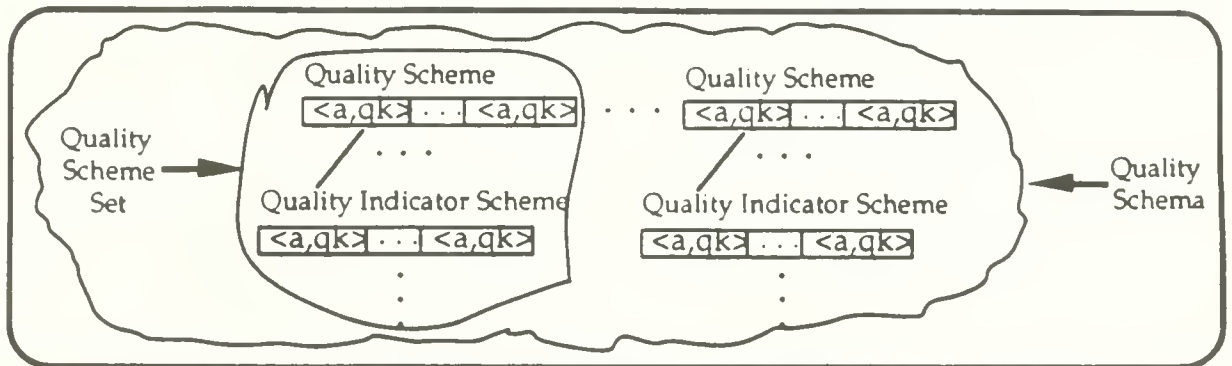 Quality Scheme
<a,qk> ... <a,qk>
. . .
Quality Scheme
<a,qk> ... <a,qk>
. . .
. . .
Quality
Scheme
Set
Quality
Schema
Quality Indicator Scheme
<a,qk> ... <a,qk>
Quality Indicator Scheme
<a,qk> ... <a,qk>